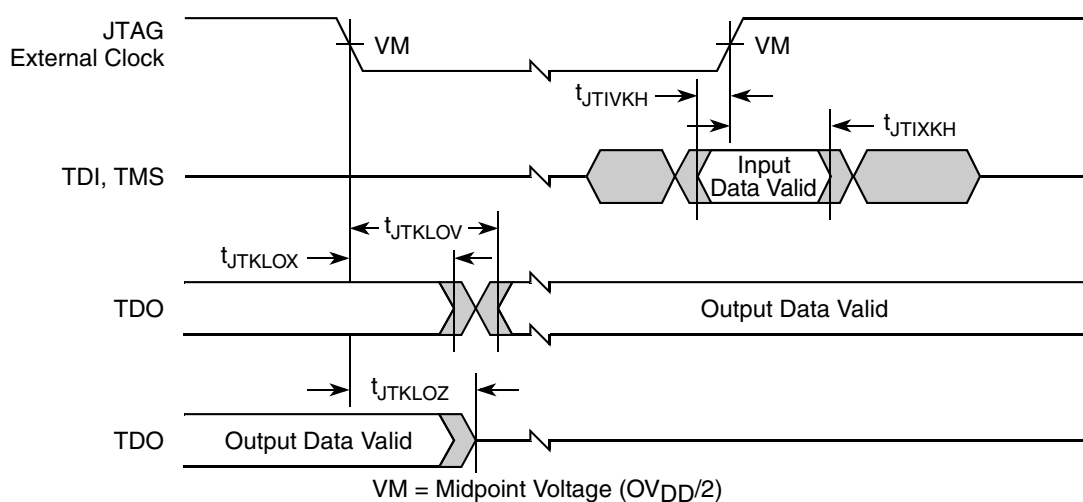 JTAG
External Clock
VM
VM
tJTIVKH
tJTIXKH
TDI, TMS
Input
Data Valid
tJTKLOV
tJTKLOX
TDO
Output Data Valid
tJTKLOZ
TDO
Output Data Valid
VM = Midpoint Voltage (OVDD/2)